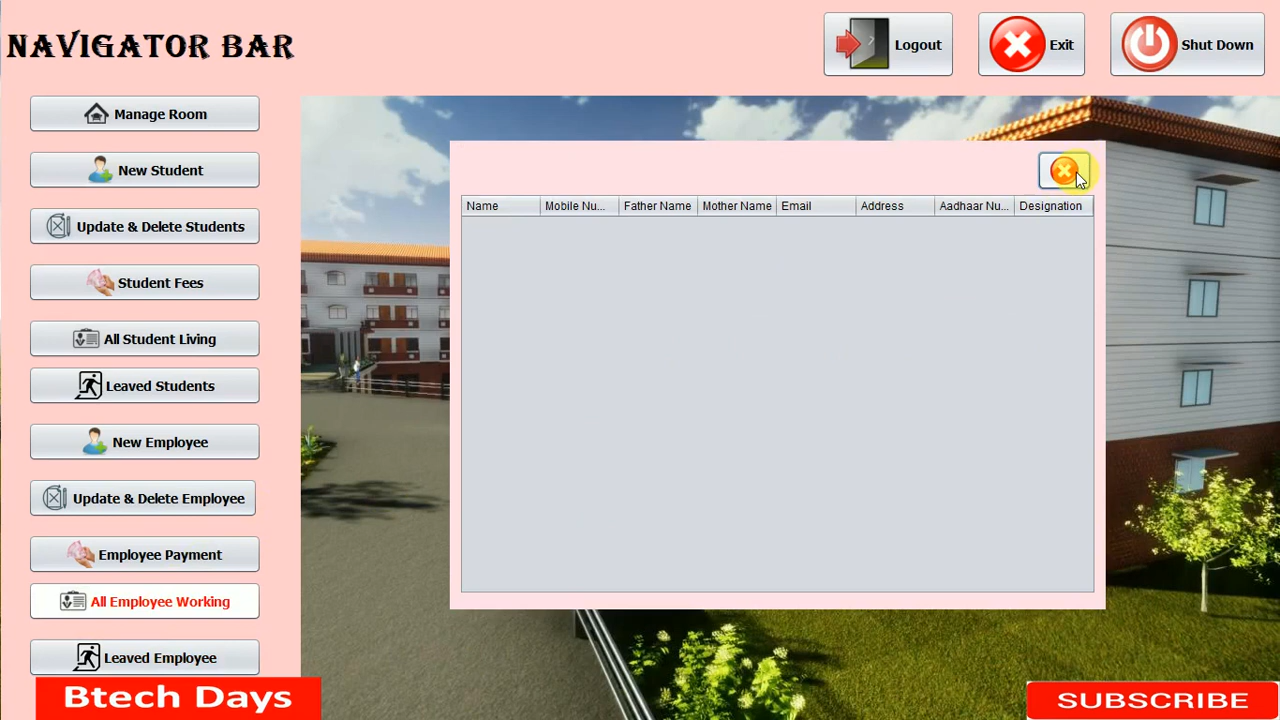 NAVIGATOR BAR
Logout
Exit
Shut Down
Manage Room
New Student
Update & Delete Students
Student Fees
All Student Living
Leaved Students
New Employee
Update & Delete Employee
Employee Payment
All Employee Working
Leaved Employee
Name Mobile Nu... Father Name Mother Name Email Address Aadhaar Nu... Designation
Btech Days
SUBSCRIBE